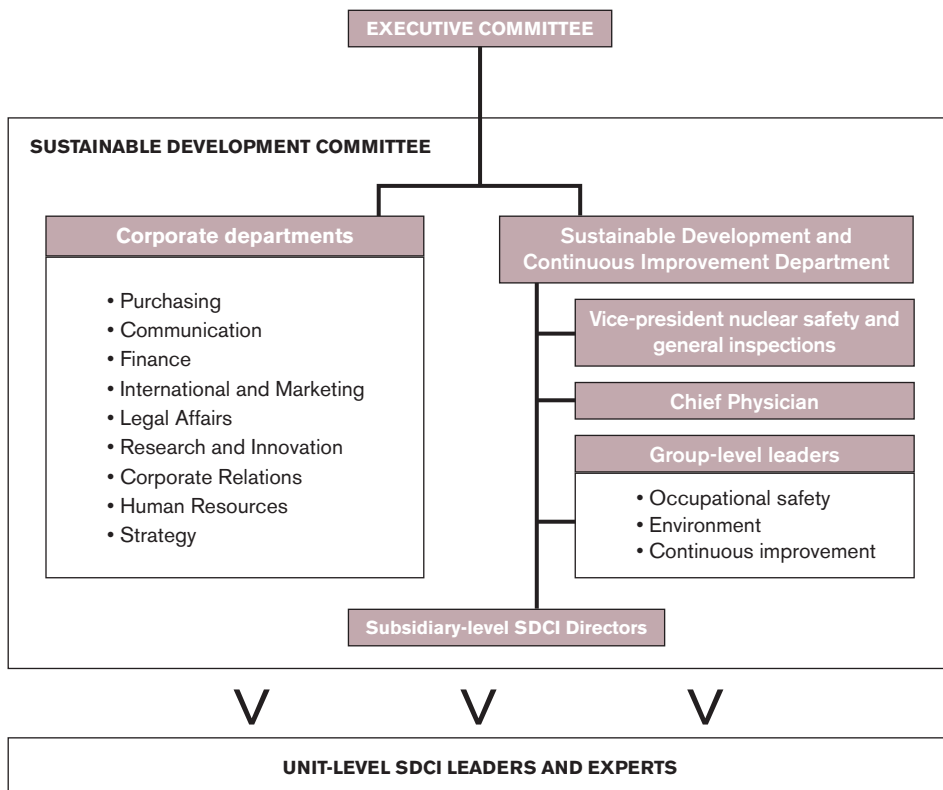 EXECUTIVE COMMITTEE
SUSTAINABLE DEVELOPMENT COMMITTEE
Corporate departments
• Purchasing
• Communication
• Finance
• International and Marketing
• Legal Affairs
• Research and Innovation
• Corporate Relations
• Human Resources
• Strategy
Sustainable Development and
Continuous Improvement Department
Vice-president nuclear safety and
general inspections
Chief Physician
Group-level leaders
• Occupational safety
• Environment
• Continuous improvement
Subsidiary-level SDCI Directors
UNIT-LEVEL SDCI LEADERS AND EXPERTS